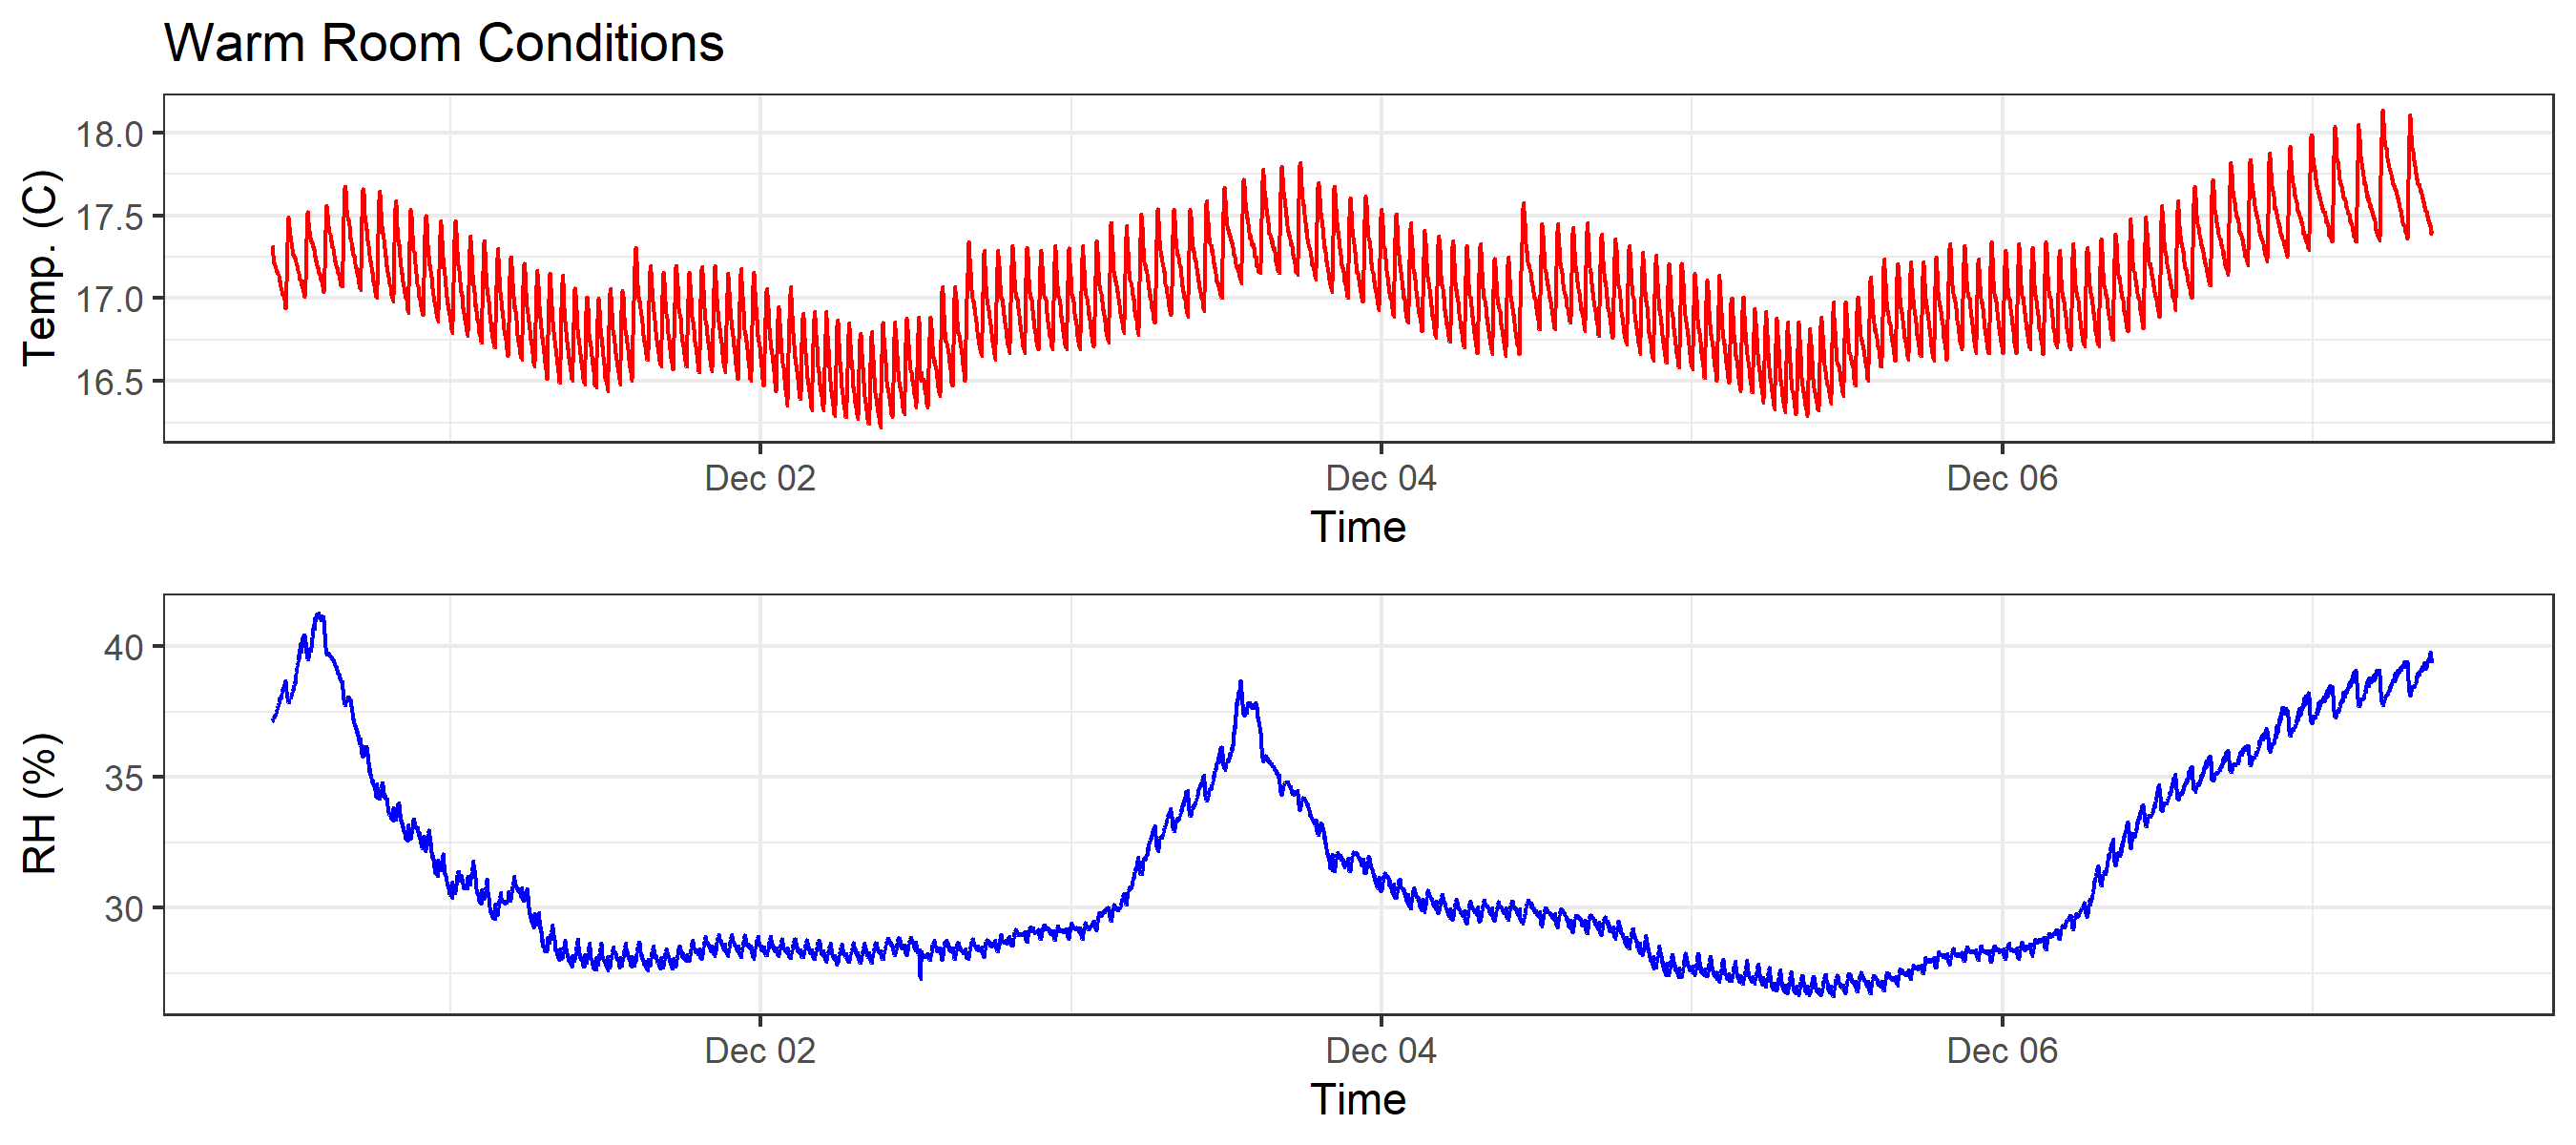 Warm Room Conditions
Temp. (C)
18.0
17.5
17.0
16.5
Dec 02 Dec 04 Dec 06
Time
RH (%)
40
35
30
Dec 02 Dec 04 Dec 06
Time